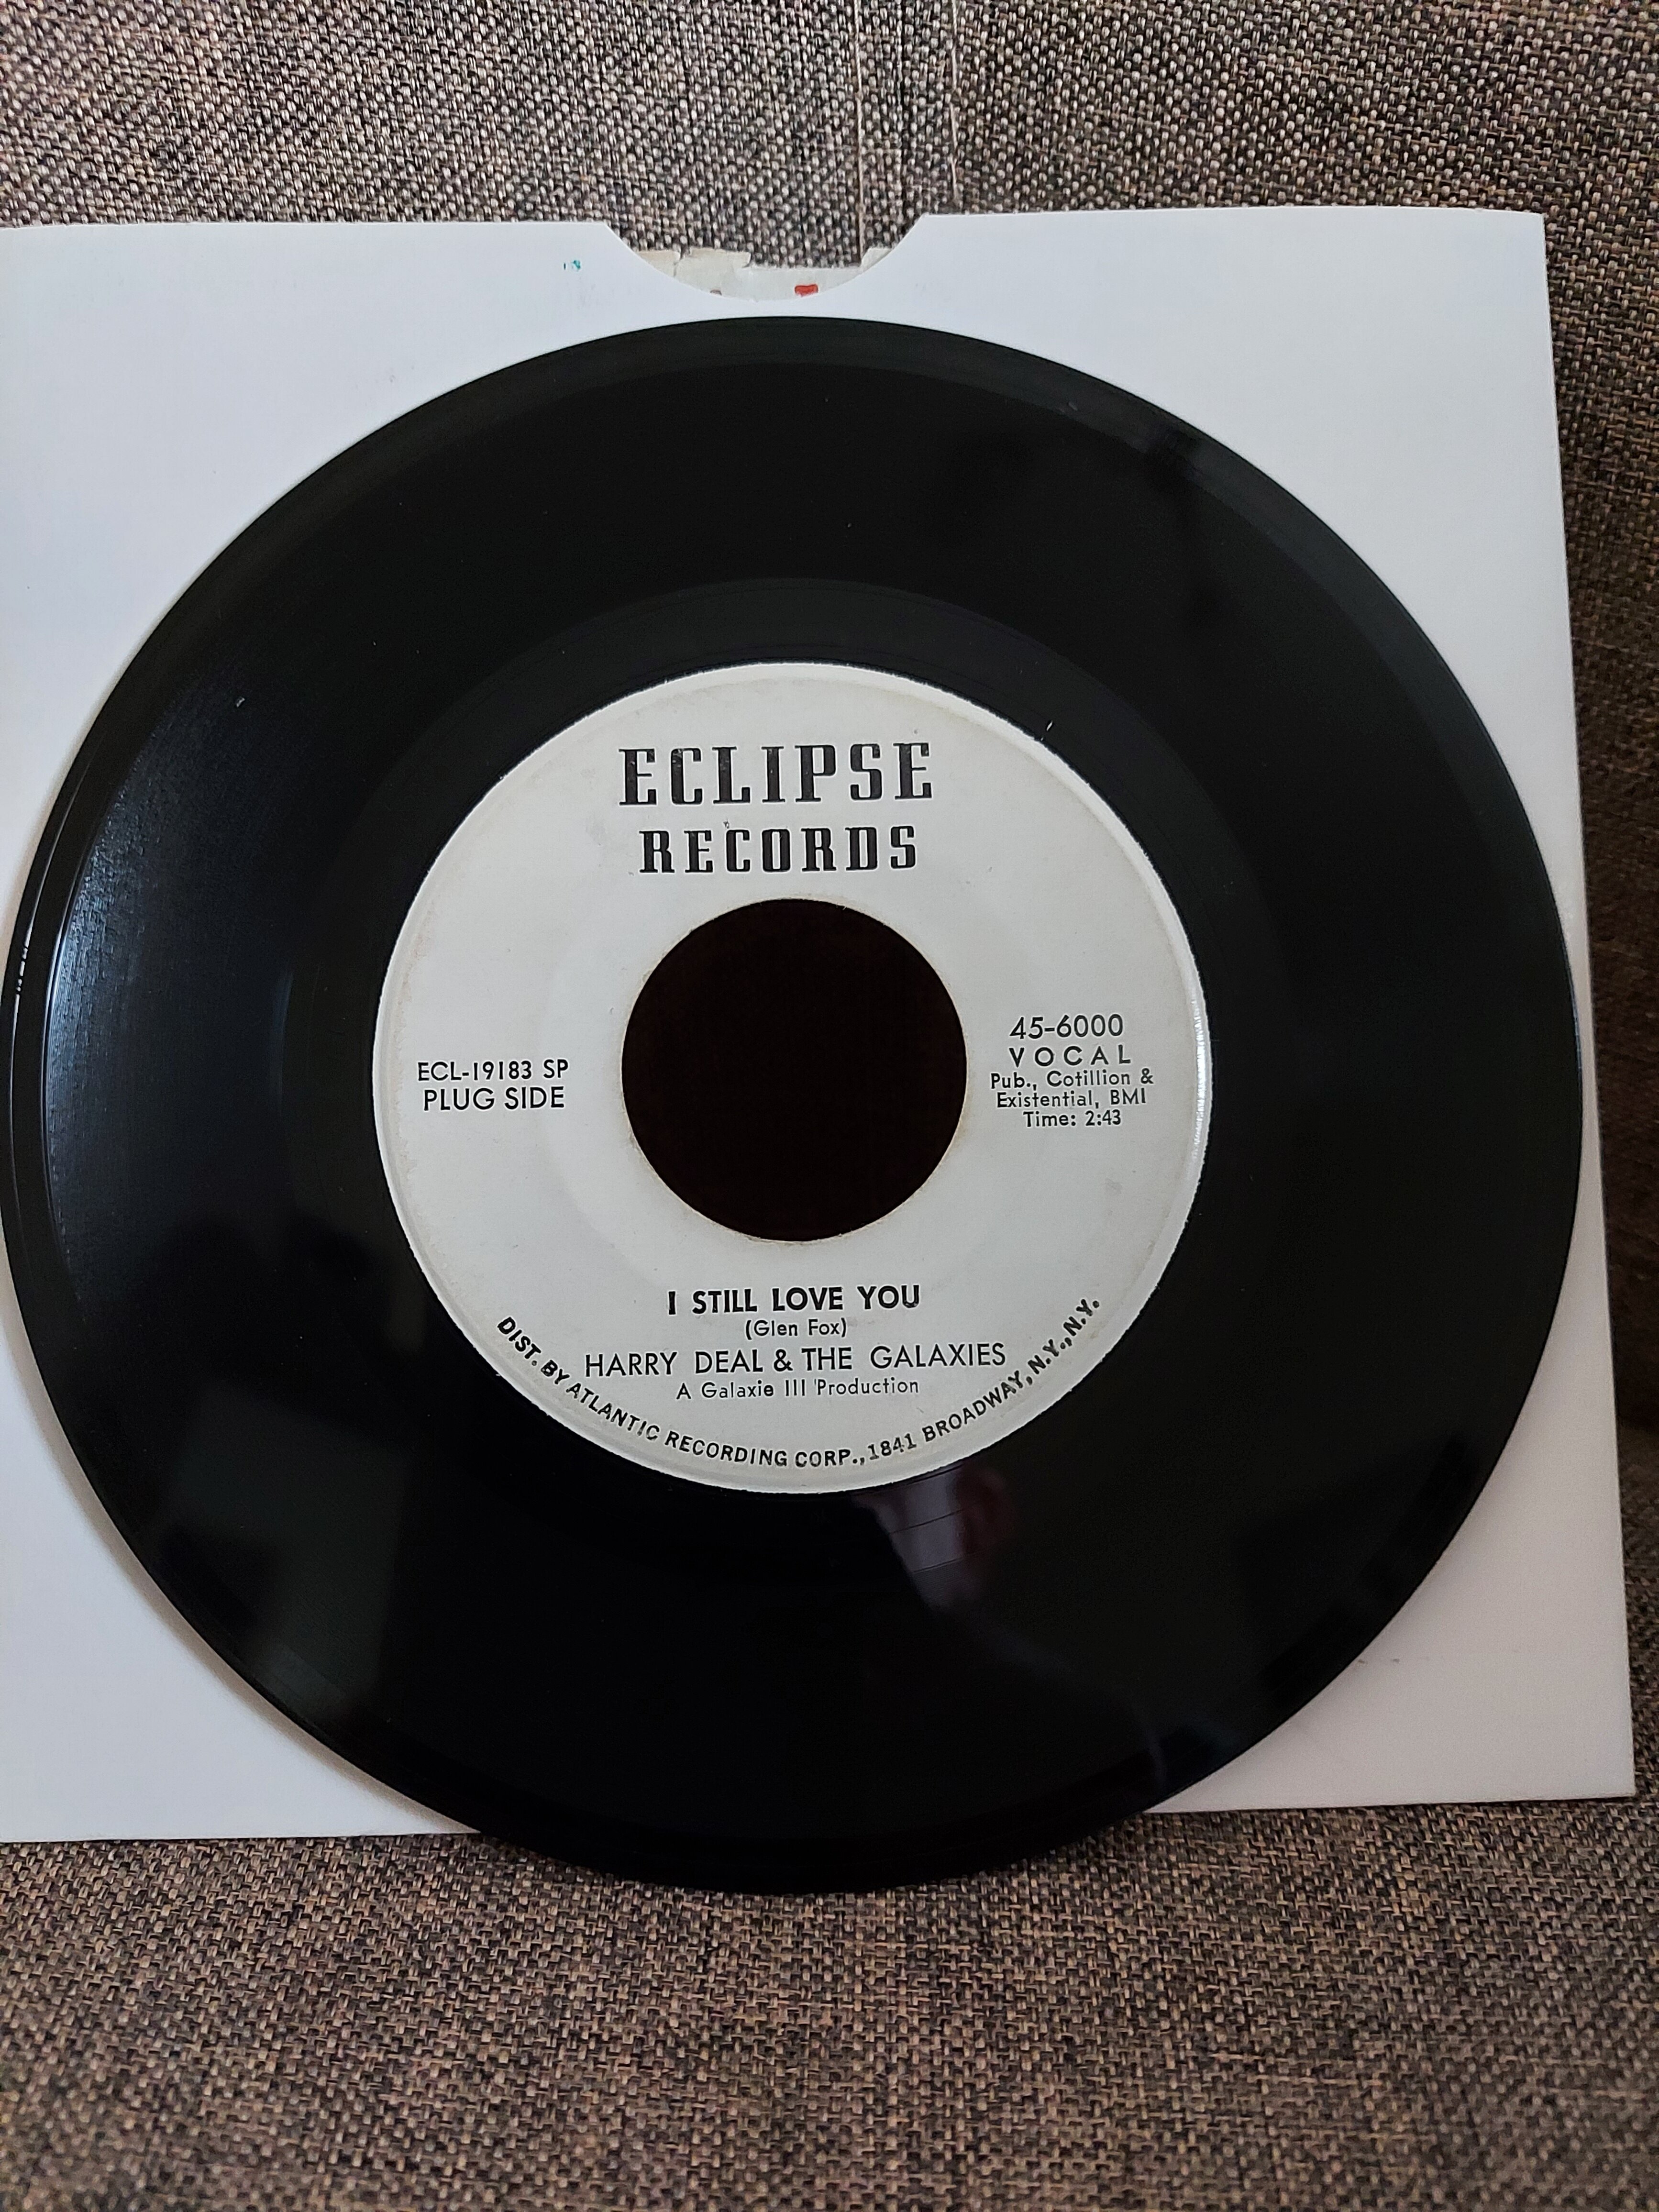 ECLIPSE
RECORDS
ECL-19183 SP
PLUG SIDE
45-6000
VOCAL
Pub., Cotillion &
Existential, BMI
Time: 2:43
I STILL LOVE YOU
(Glen Fox)
HARRY DEAL & THE GALAXIES
A Galaxie III Production
DIST. BY ATLANTIC RECORDING CORP., 1841 BROADWAY, N.Y., N.Y.